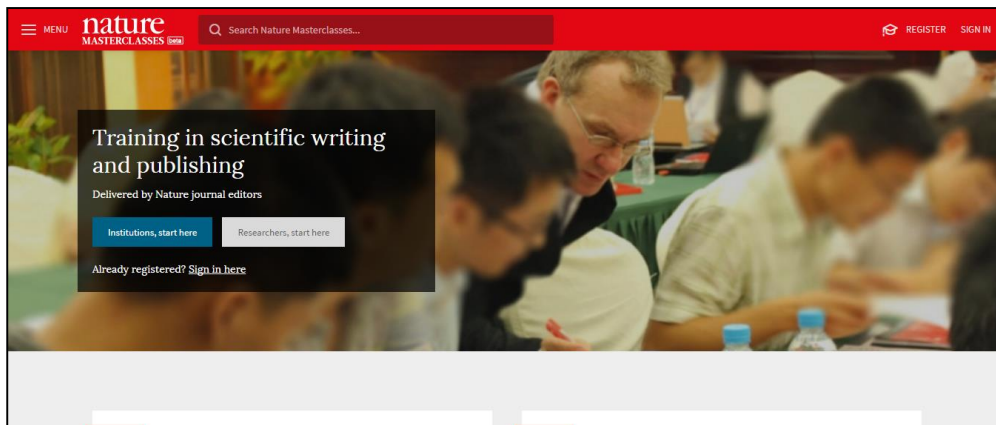 MENU
nature
MASTERCLASSES beta
Search Nature Masterclasses...
REGISTER
SIGN IN
Training in scientific writing
and publishing
Delivered by Nature journal editors
Institutions, start here
Researchers, start here
Already registered? Sign in here